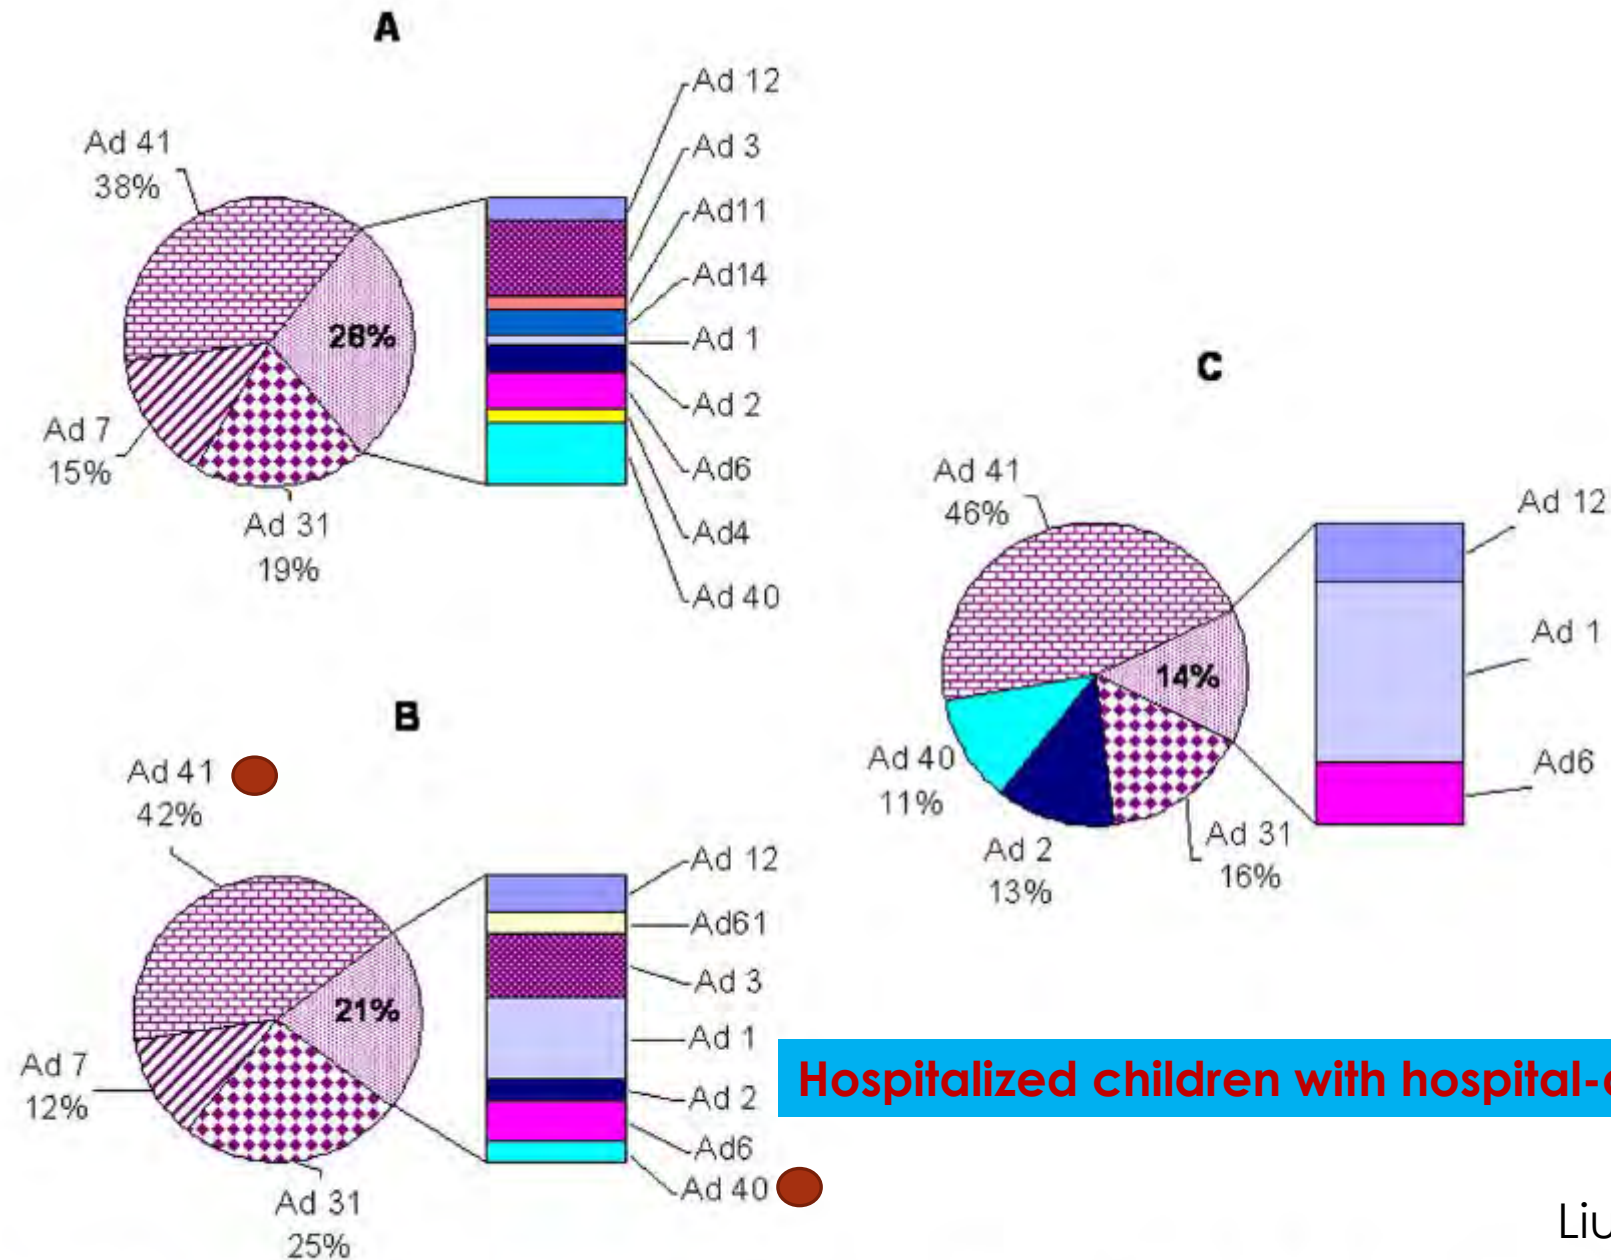 A
Ad 41
38%
28%
Ad 7
15%
Ad 31
19%
Ad 12
Ad 3
Ad11
Ad14
Ad 1
Ad 2
Ad6
Ad4
Ad 40
B
Ad 41
42%
21%
Ad 7
12%
Ad 31
25%
Ad 12
Ad61
Ad 3
Ad 1
Ad 2
Ad6
Ad 40
C
Ad 41
46%
14%
Ad 40
11%
Ad 2
13%
Ad 31
16%
Ad 12
Ad 1
Ad6
Hospitalized children with hospital-
Liu